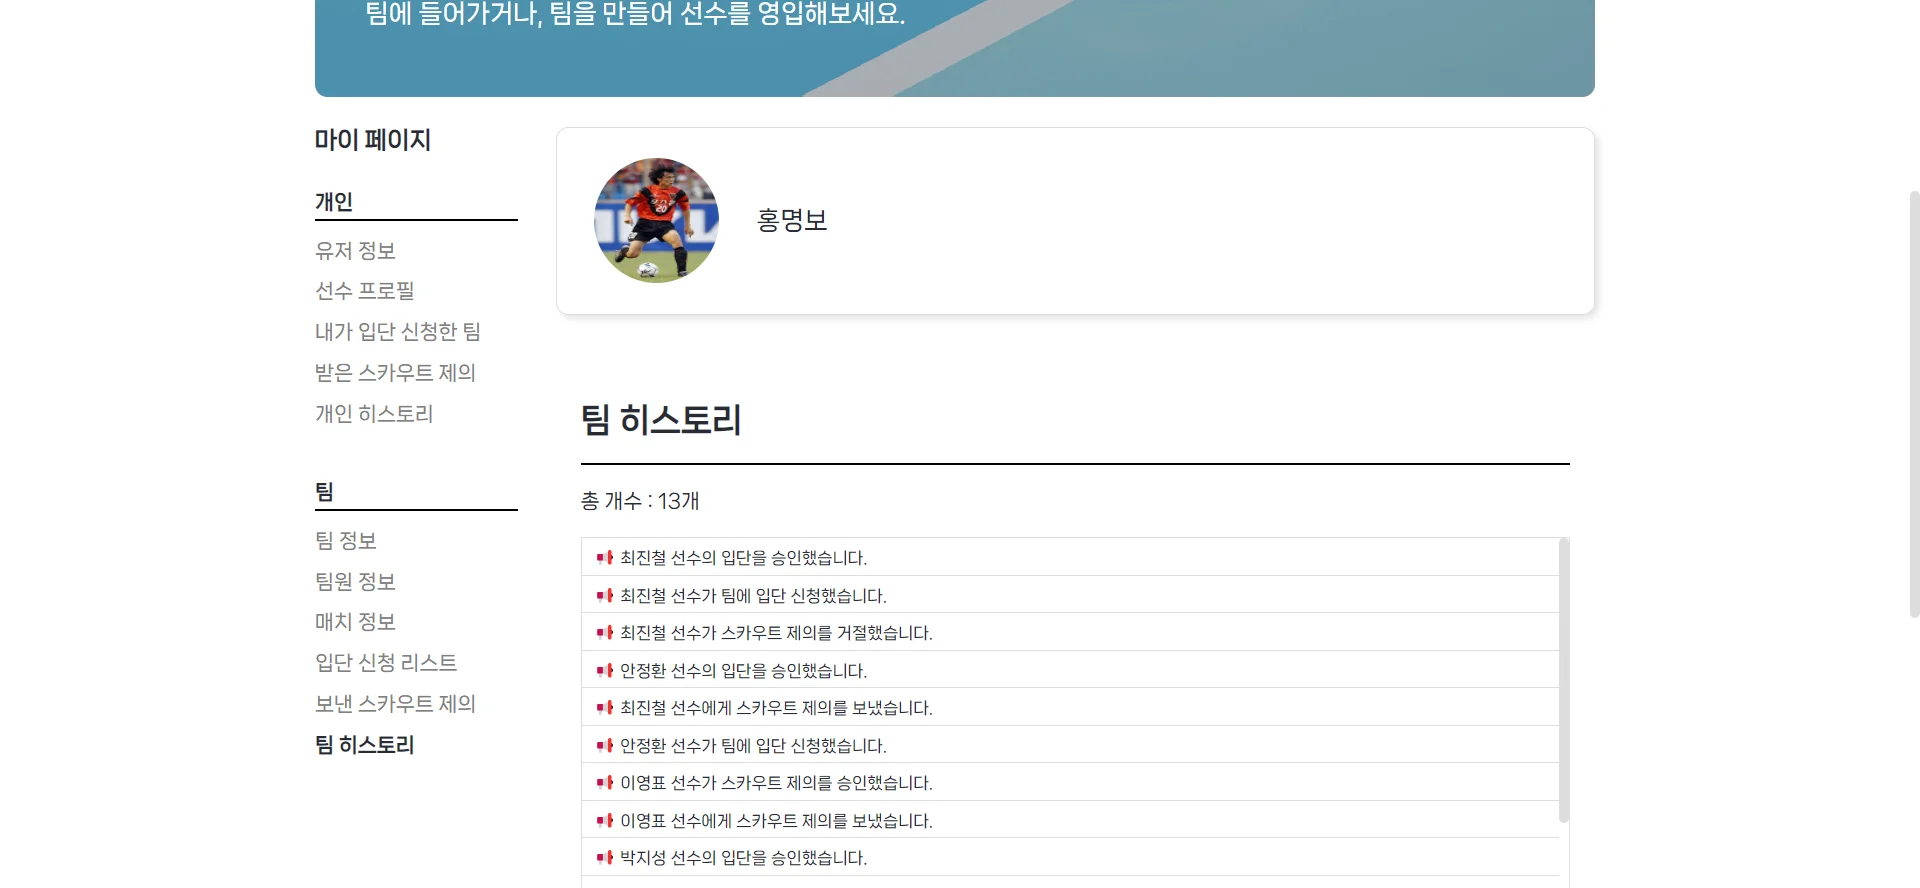 팀에 들어가거나, 팀을 만들어 선수를 영입해보세요.
마이 페이지
개인
유저 정보
선수 프로필
내가 입단 신청한 팀
받은 스카우트 제의
개인 히스토리
팀
팀 정보
팀원 정보
매치 정보
입단 신청 리스트
보낸 스카우트 제의
팀 히스토리
20
홍명보
팀 히스토리
총 개수 : 13개
최진철 선수의 입단을 승인했습니다.
최진철 선수가 팀에 입단 신청했습니다.
최진철 선수가 스카우트 제의를 거절했습니다.
안정환 선수의 입단을 승인했습니다.
최진철 선수에게 스카우트 제의를 보냈습니다.
안정환 선수가 팀에 입단 신청했습니다.
이영표 선수가 스카우트 제의를 승인했습니다.
이영표 선수에게 스카우트 제의를 보냈습니다.
박지성 선수의 입단을 승인했습니다.